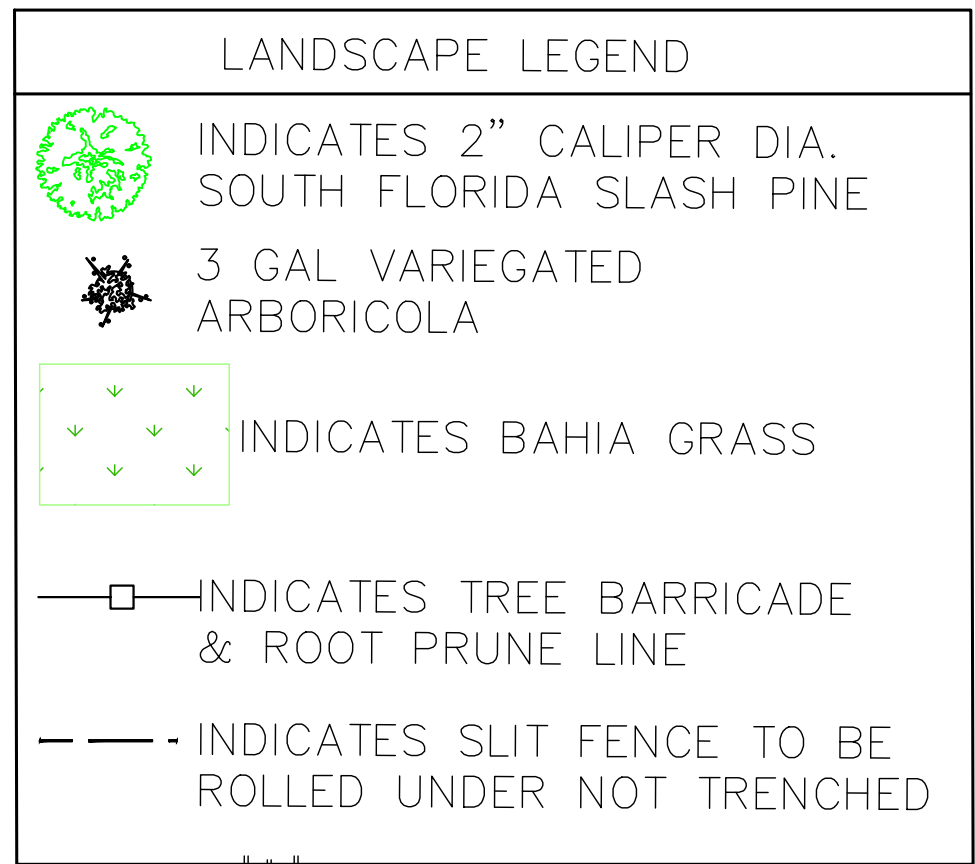 LANDSCAPE LEGEND
INDICATES 2” CALIPER DIA.
SOUTH FLORIDA SLASH PINE
3 GAL VARIEGATED
ARBORICOLA
INDICATES BAHIA GRASS
INDICATES TREE BARRICADE
& ROOT PRUNE LINE
INDICATES SLIT FENCE TO BE
ROLLED UNDER NOT TRENCHED